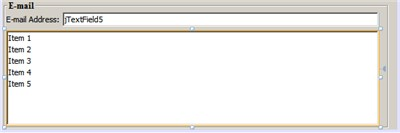 E-mail
E-mail Address: jTextField5
Item 1
Item 2
Item 3
Item 4
Item 5